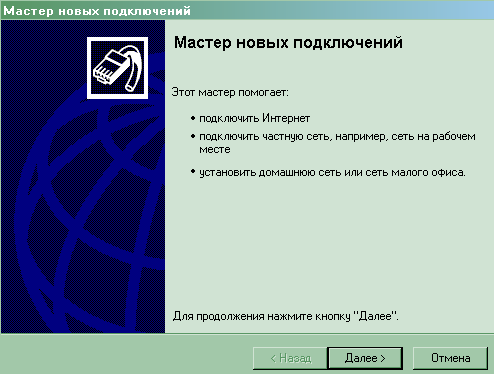 Мастер новых подключений
Мастер новых подключений
Этот мастер помогает:
• подключить Интернет
• подключить частную сеть, например, сеть на рабочем
месте
• установить домашнюю сеть или сеть малого офиса.
Для продолжения нажмите кнопку "Далее".
< Назад Далее > Отмена